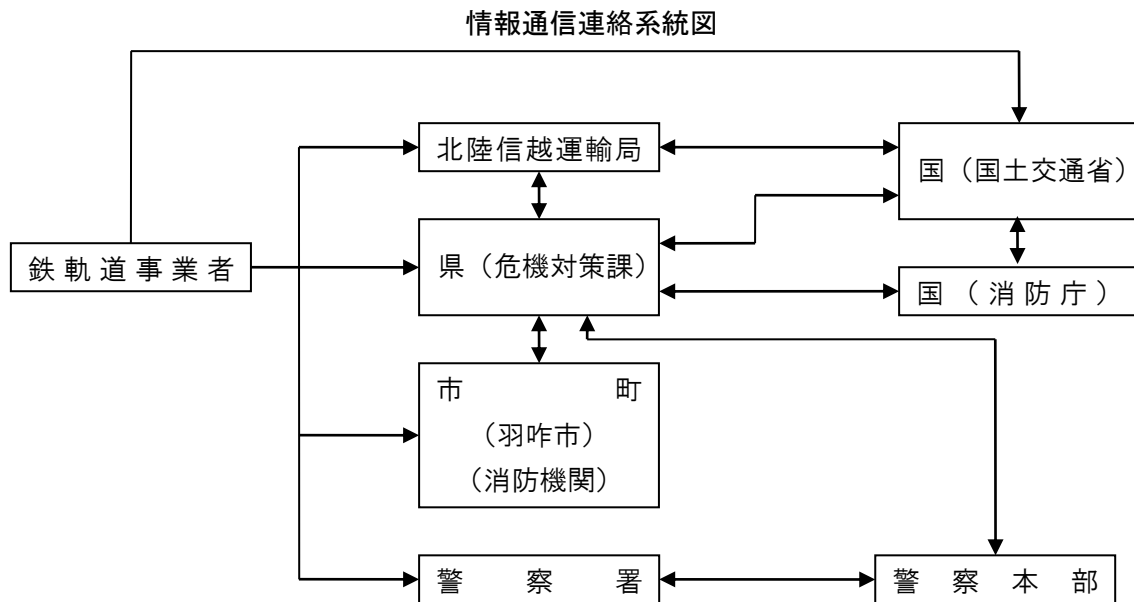 情報通信連絡系統図
北陸信越運輸局
国（国土交通省）
鉄軌道事業者
県（危機対策課）
国（消防庁）
市町
（羽咋市）
（消防機関）
警察署
警察本部